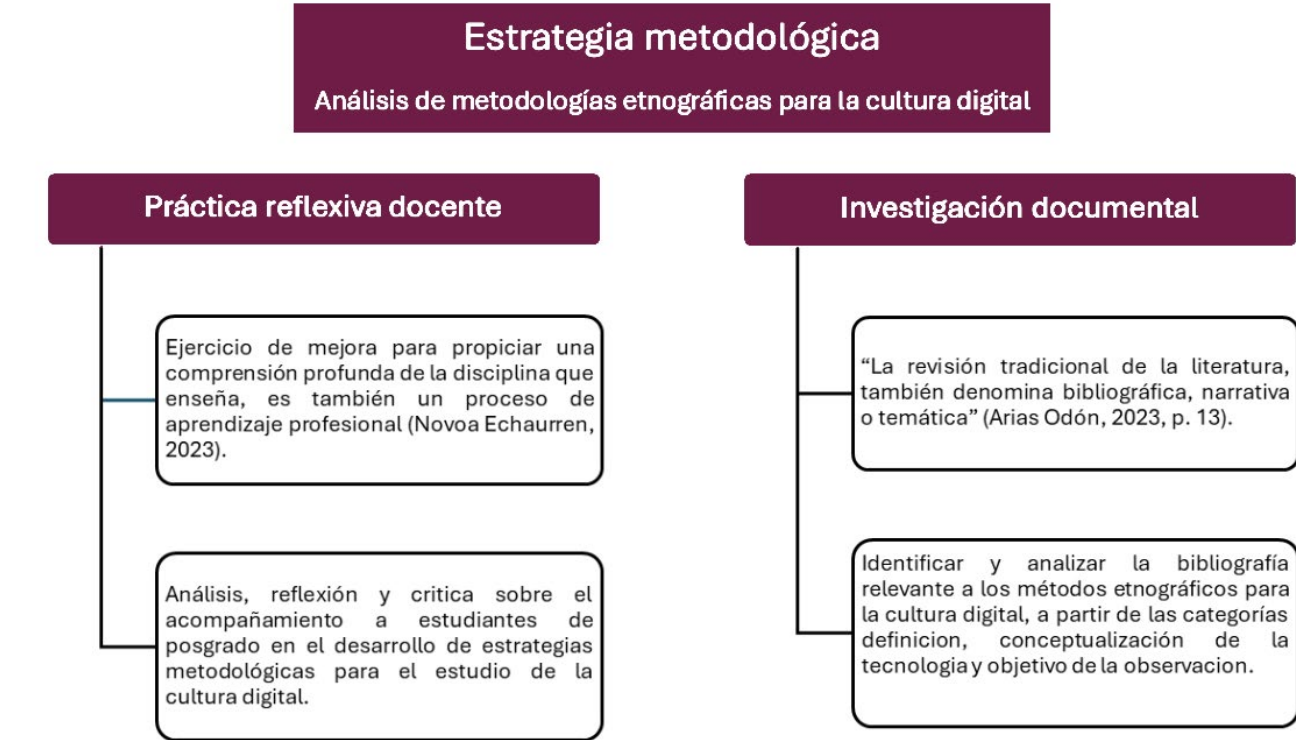 Estrategia metodológica
Análisis de metodologías etnográficas para la cultura digital
Práctica reflexiva docente
Ejercicio de mejora para propiciar una
comprensión profunda de la disciplina que
enseña, es también un proceso de
aprendizaje profesional (Novoa Echaurren,
2023).
Análisis, reflexión y critica sobre el
acompañamiento a estudiantes de
posgrado en el desarrollo de estrategias
metodológicas para el estudio de la
cultura digital.
Investigación documental
“La revisión tradicional de la literatura,
también denomina bibliográfica, narrativa
o temática” (Arias Odón, 2023, p. 13).
Identificar y analizar la bibliografía
relevante a los métodos etnográficos para
la cultura digital, a partir de las categorías
definicion, conceptualización de la
tecnologia y objetivo de la observacion.